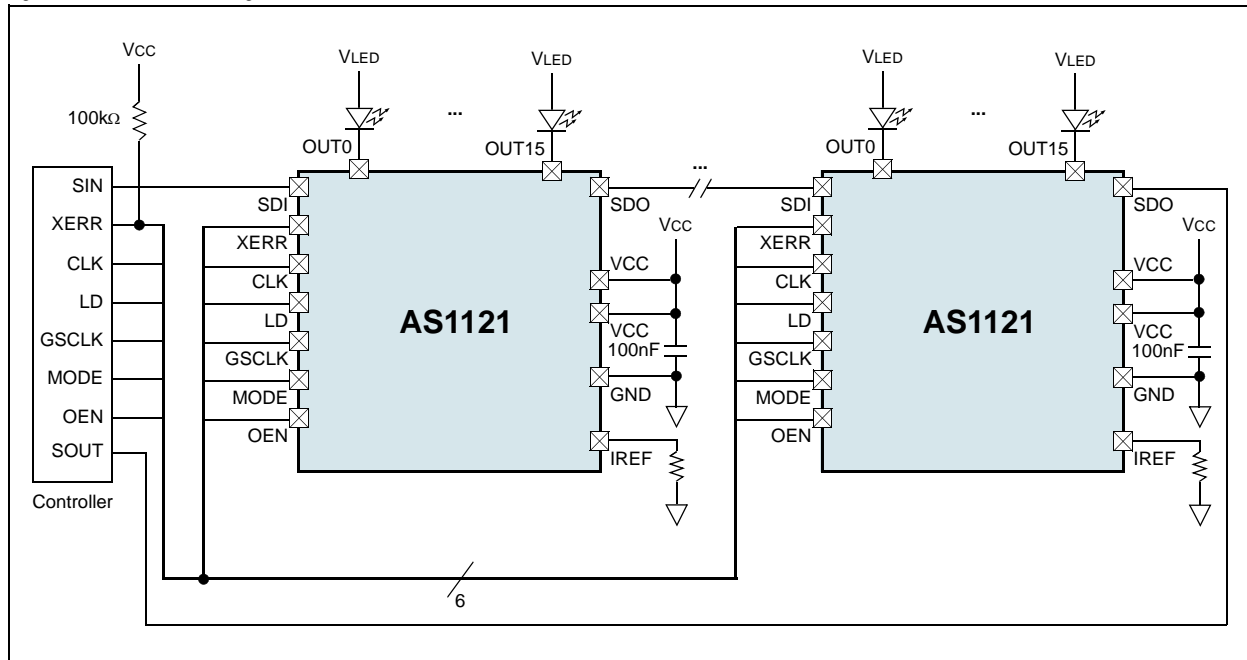 VCC
100kΩ
SIN
XERR
CLK
LD
GSCLK
MODE
OEN
SOUT
Controller
VLED
...
VLED
OUT0
OUT15
SDI
XERR
CLK
LD
GSCLK
MODE
OEN
AS1121
SDO
VCC
VCC
VCC
100nF
GND
IREF
...
VLED
...
VLED
OUT0
OUT15
SDI
XERR
CLK
LD
GSCLK
MODE
OEN
AS1121
SDO
VCC
VCC
VCC
100nF
GND
IREF
6